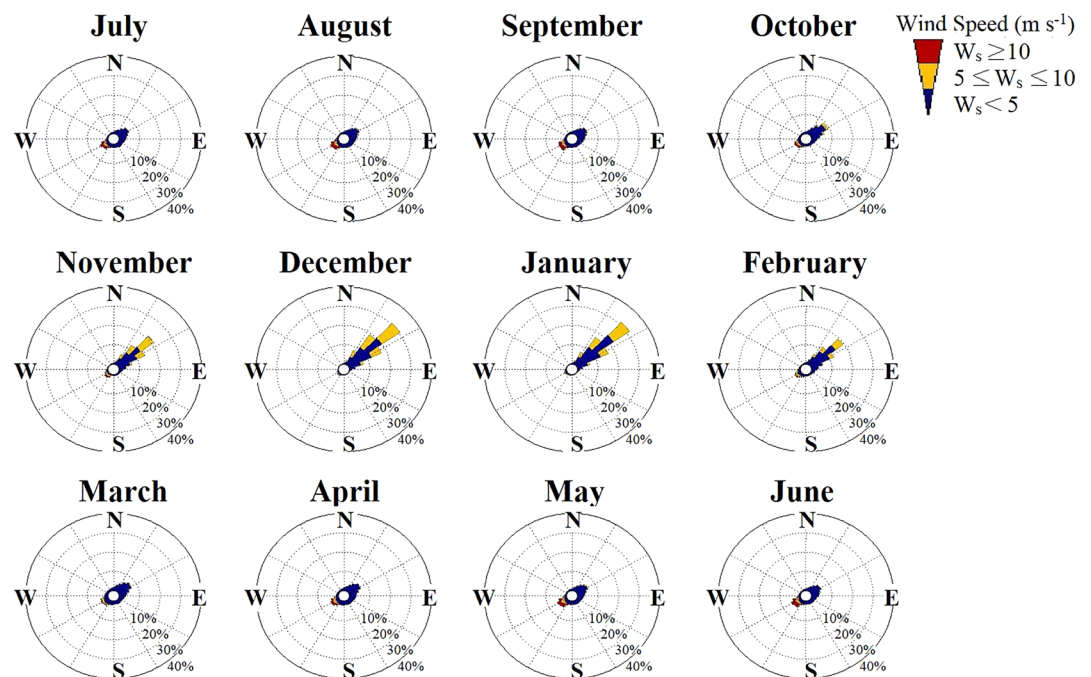 July August September October Wind Speed (m s⁻¹)
Wₛ ≥10
5 ≤ Wₛ ≤ 10
Wₛ < 5
N N N N
W E W E W E W E
10% 10% 10% 10%
20% 20% 20% 20%
30% 30% 30% 30%
S 40% S 40% S 40% S 40%
November December January February
N N N N
W E W E W E W E
10% 10% 10% 10%
20% 20% 20% 20%
30% 30% 30% 30%
S 40% S 40% S 40% S 40%
March April May June
N N N N
W E W E W E W E
10% 10% 10% 10%
20% 20% 20% 20%
30% 30% 30% 30%
S 40% S 40% S 40% S 40%